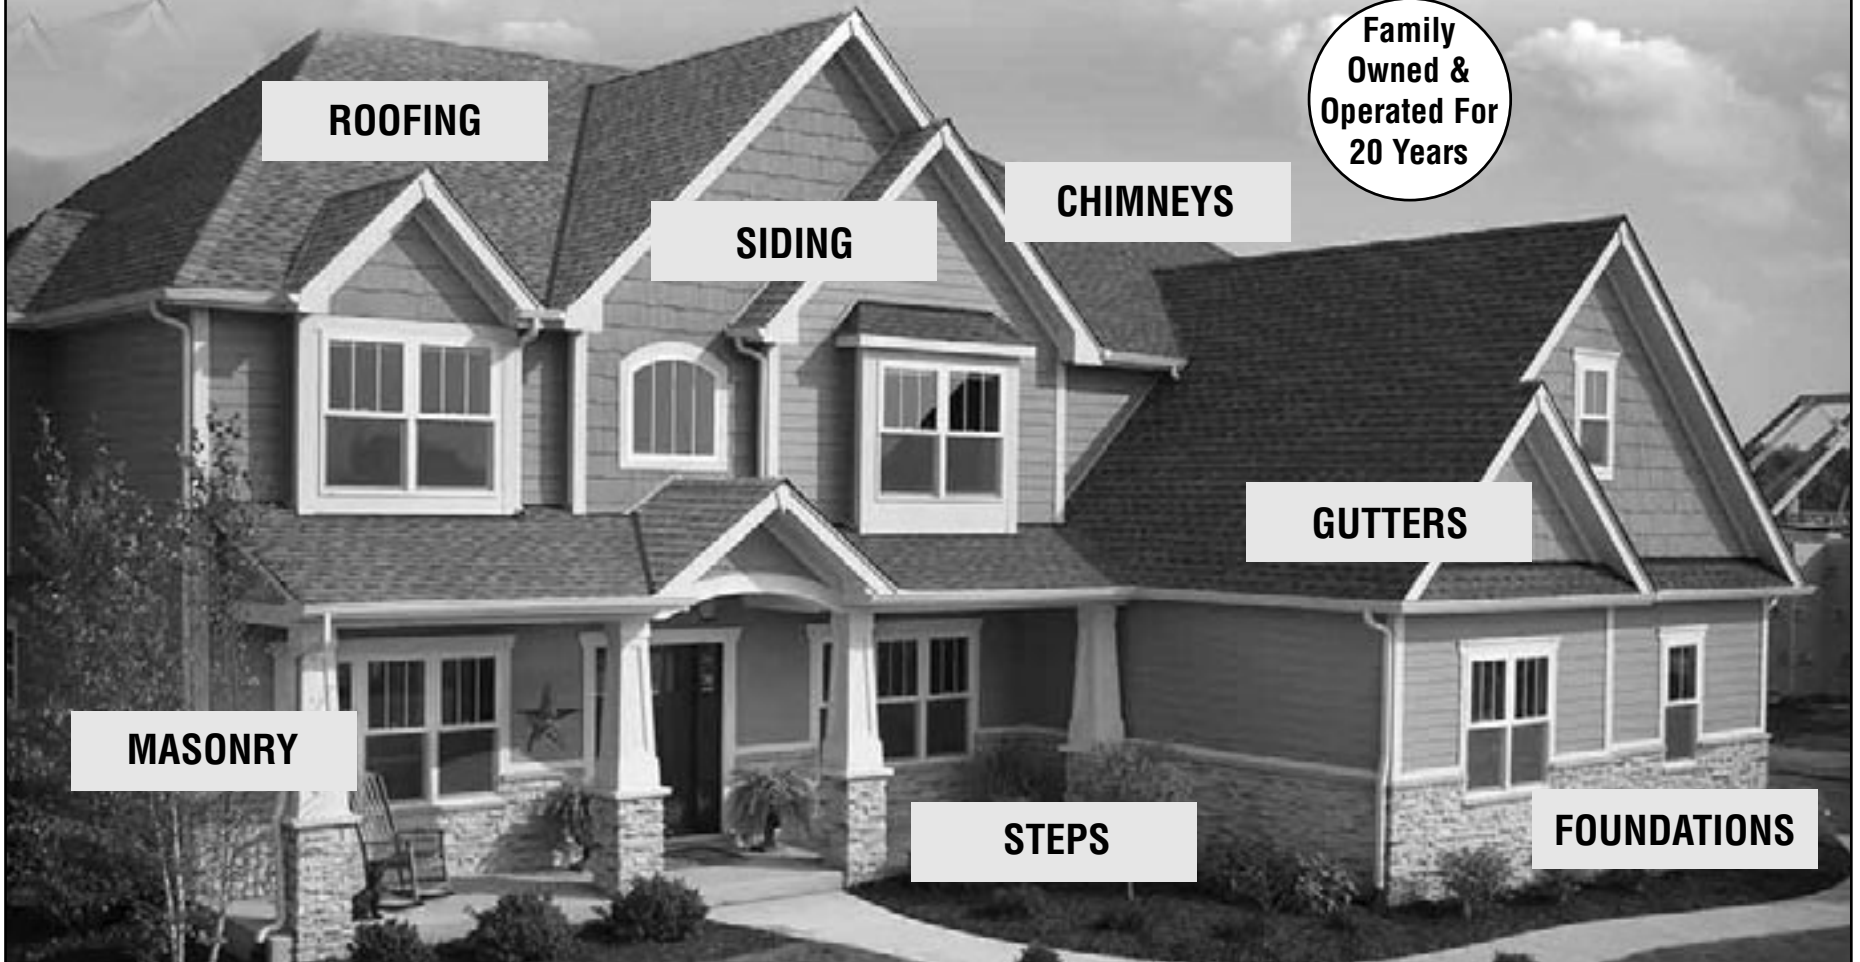 Family
Owned &
Operated For
20 Years
ROOFING
CHIMNEYS
SIDING
GUTTERS
MASONRY
STEPS
FOUNDATIONS